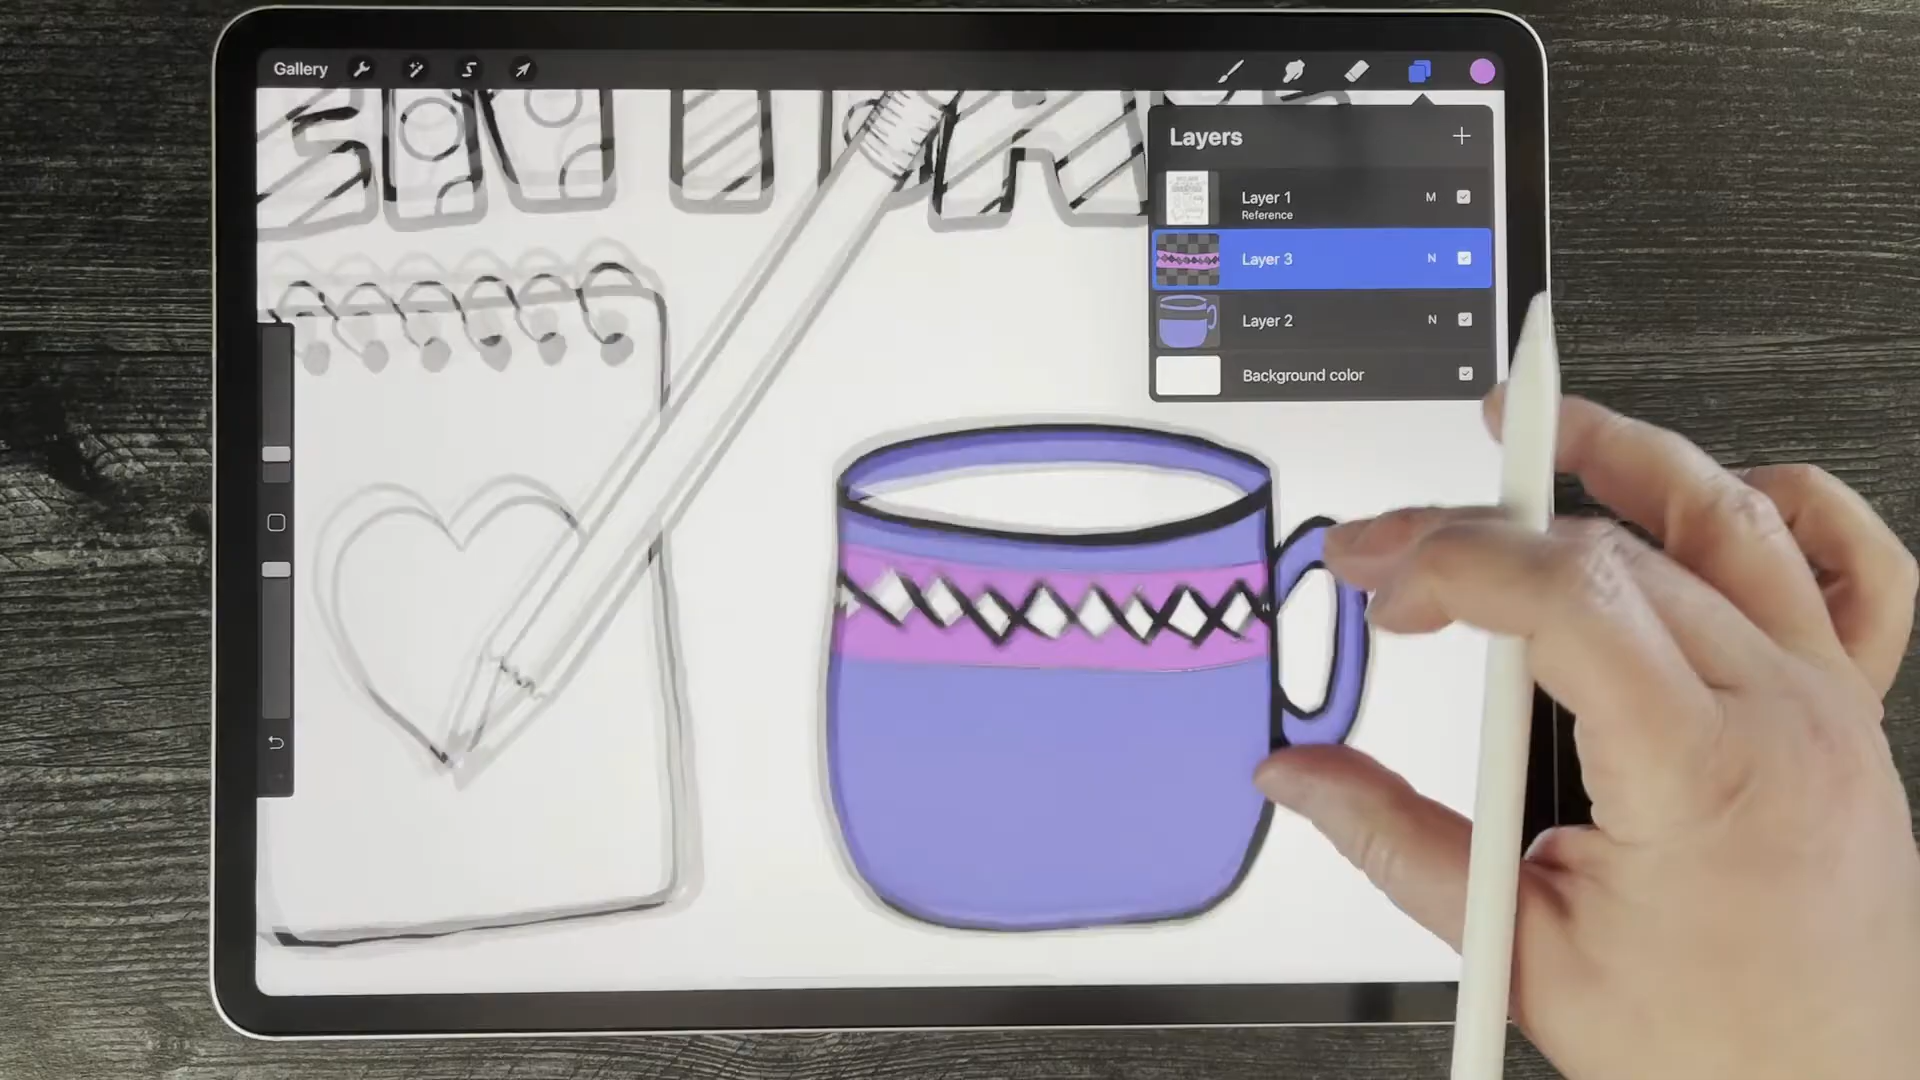 Gallery
Layers
Layer 1
M
Reference
Layer 3
N
Layer 2
N
Background color